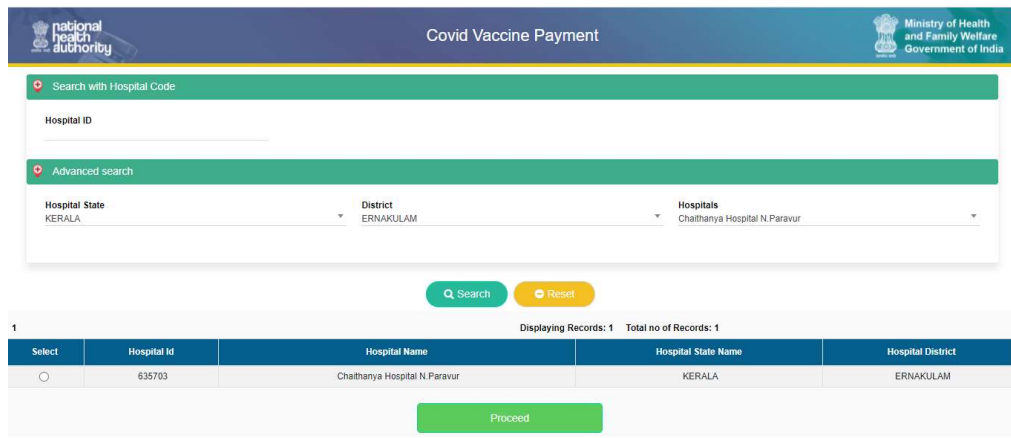 national
health
authority
Covid Vaccine Payment
Ministry of Health
and Family Welfare
Government of India
Search with Hospital Code
Hospital ID
Advanced search
Hospital State District Hospitals
KERALA ERNAKULAM Chaithanya Hospital N.Paravur
Search Reset
1 Displaying Records: 1 Total no of Records: 1
Select Hospital Id Hospital Name Hospital State Name Hospital District
635703 Chaithanya Hospital N.Paravur KERALA ERNAKULAM
Proceed